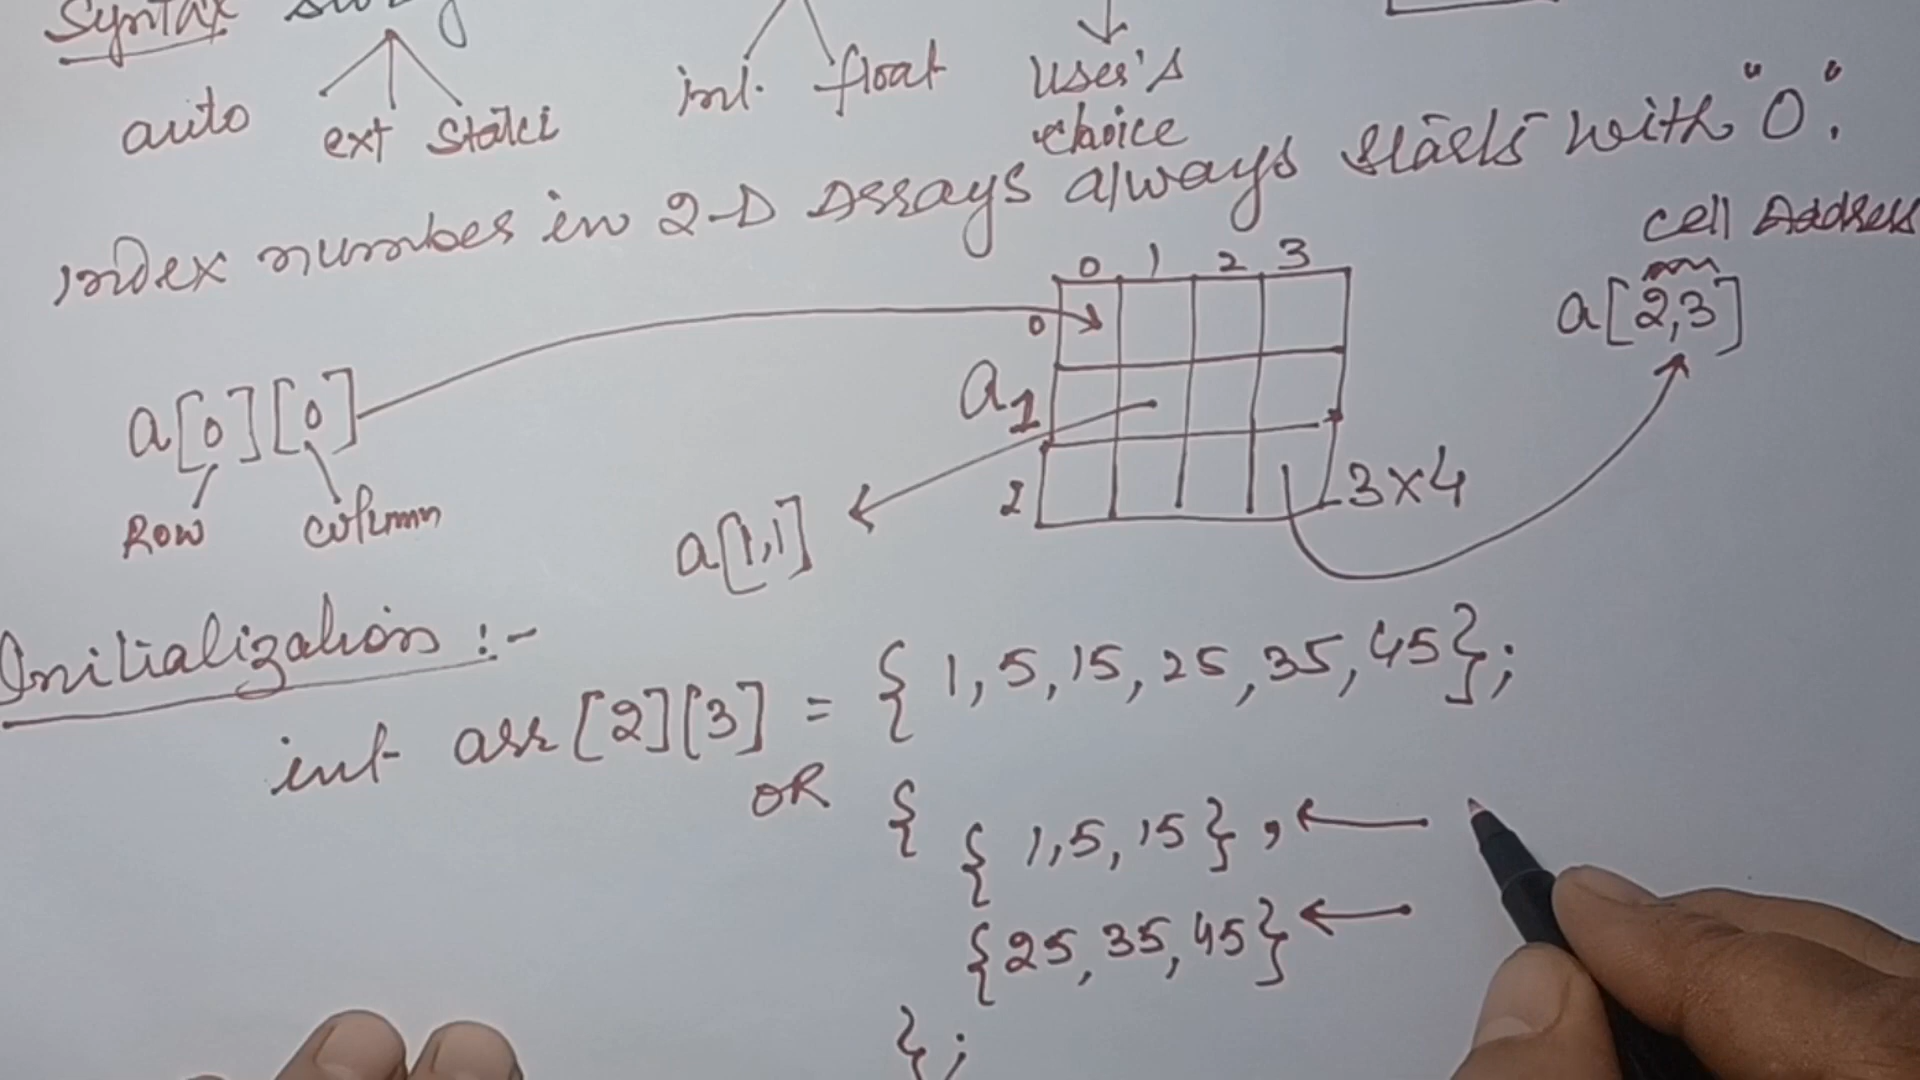 Syntax
int. float User's
auto ext Static choice
Index number in 2-D Arrays always starts with "0".
cell Address
0 1 2 3
a[2,3]
0
a[0][0] a 1
2 3x4
Row column
a[1,1]
Initialization :-
int arr[2][3] = { 1, 5, 15, 25, 35, 45};
OR {
{ 1, 5, 15},
{25, 35, 45}
};